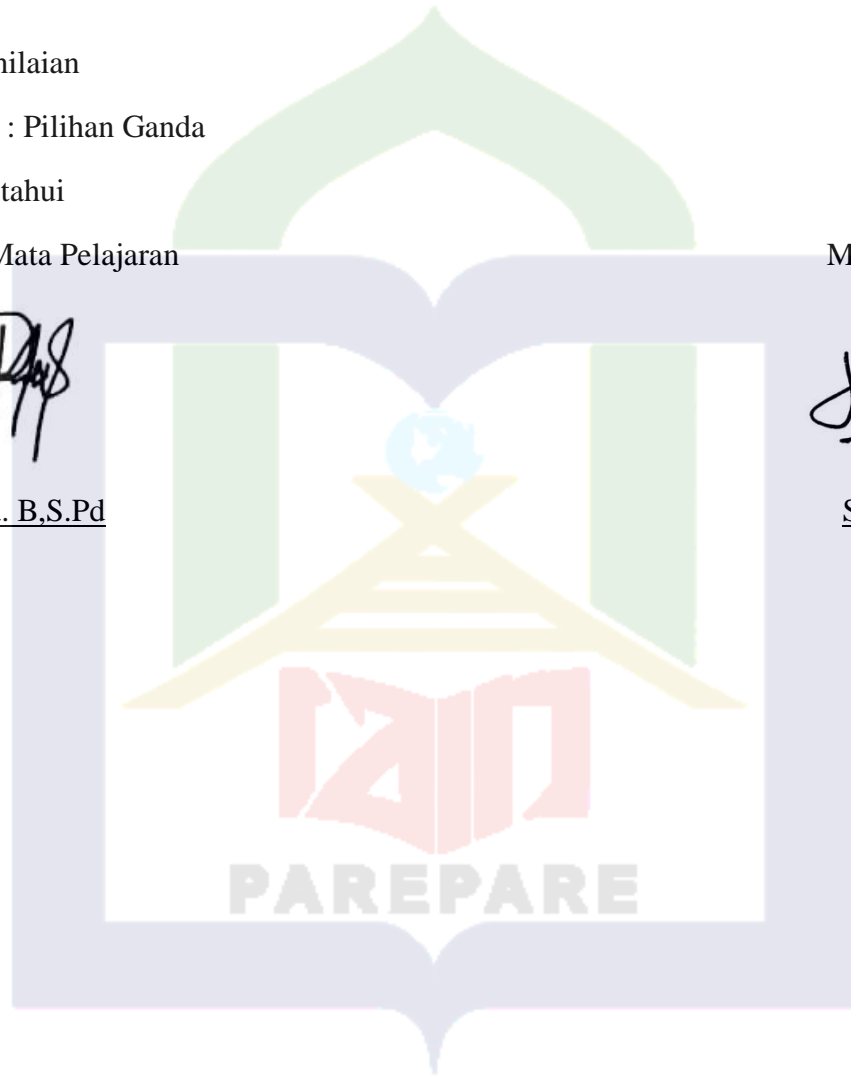 nilaian
: Pilihan Ganda
tahui
Mata Pelajaran M
. B,S.Pd S
PAREPARE